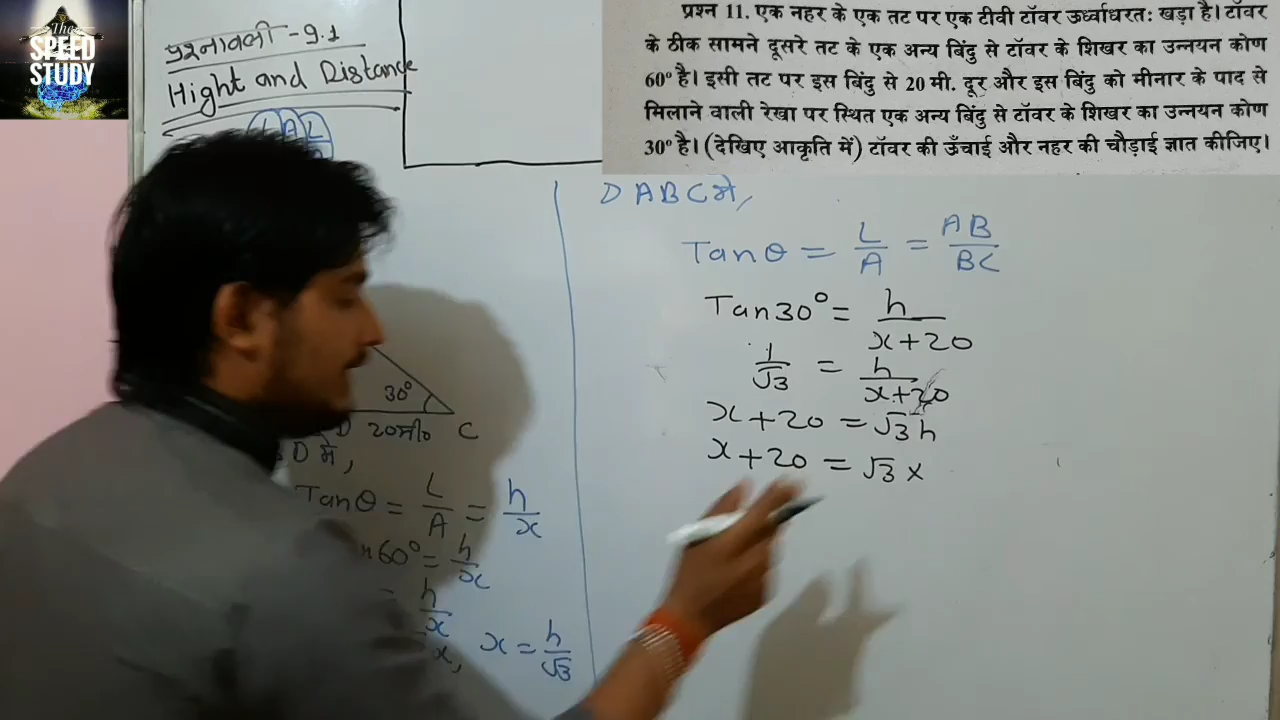 The
SPEED
STUDY
प्रश्नावली - 9.1
Hight and Distance
L A L
प्रश्न 11. एक नहर के एक तट पर एक टीवी टॉवर ऊर्ध्वाधरतः खड़ा है। टॉवर
के ठीक सामने दूसरे तट के एक अन्य बिंदु से टॉवर के शिखर का उन्नयन कोण
60° है। इसी तट पर इस बिंदु से 20 मी. दूर और इस बिंदु को मीनार के पाद से
मिलाने वाली रेखा पर स्थित एक अन्य बिंदु से टॉवर के शिखर का उन्नयन कोण
30° है। (देखिए आकृति में) टॉवर की ऊँचाई और नहर की चौड़ाई ज्ञात कीजिए।
30°
D 20मी० C
D में,
Tanθ = L/A = h/x
60° = h/x
h/x
x, x = h/√3
D ABC में,
Tanθ = L/A = AB/BC
Tan30° = h/x+20
1/√3 = h/x+20
x+20 = √3 h
x+20 = √3 x